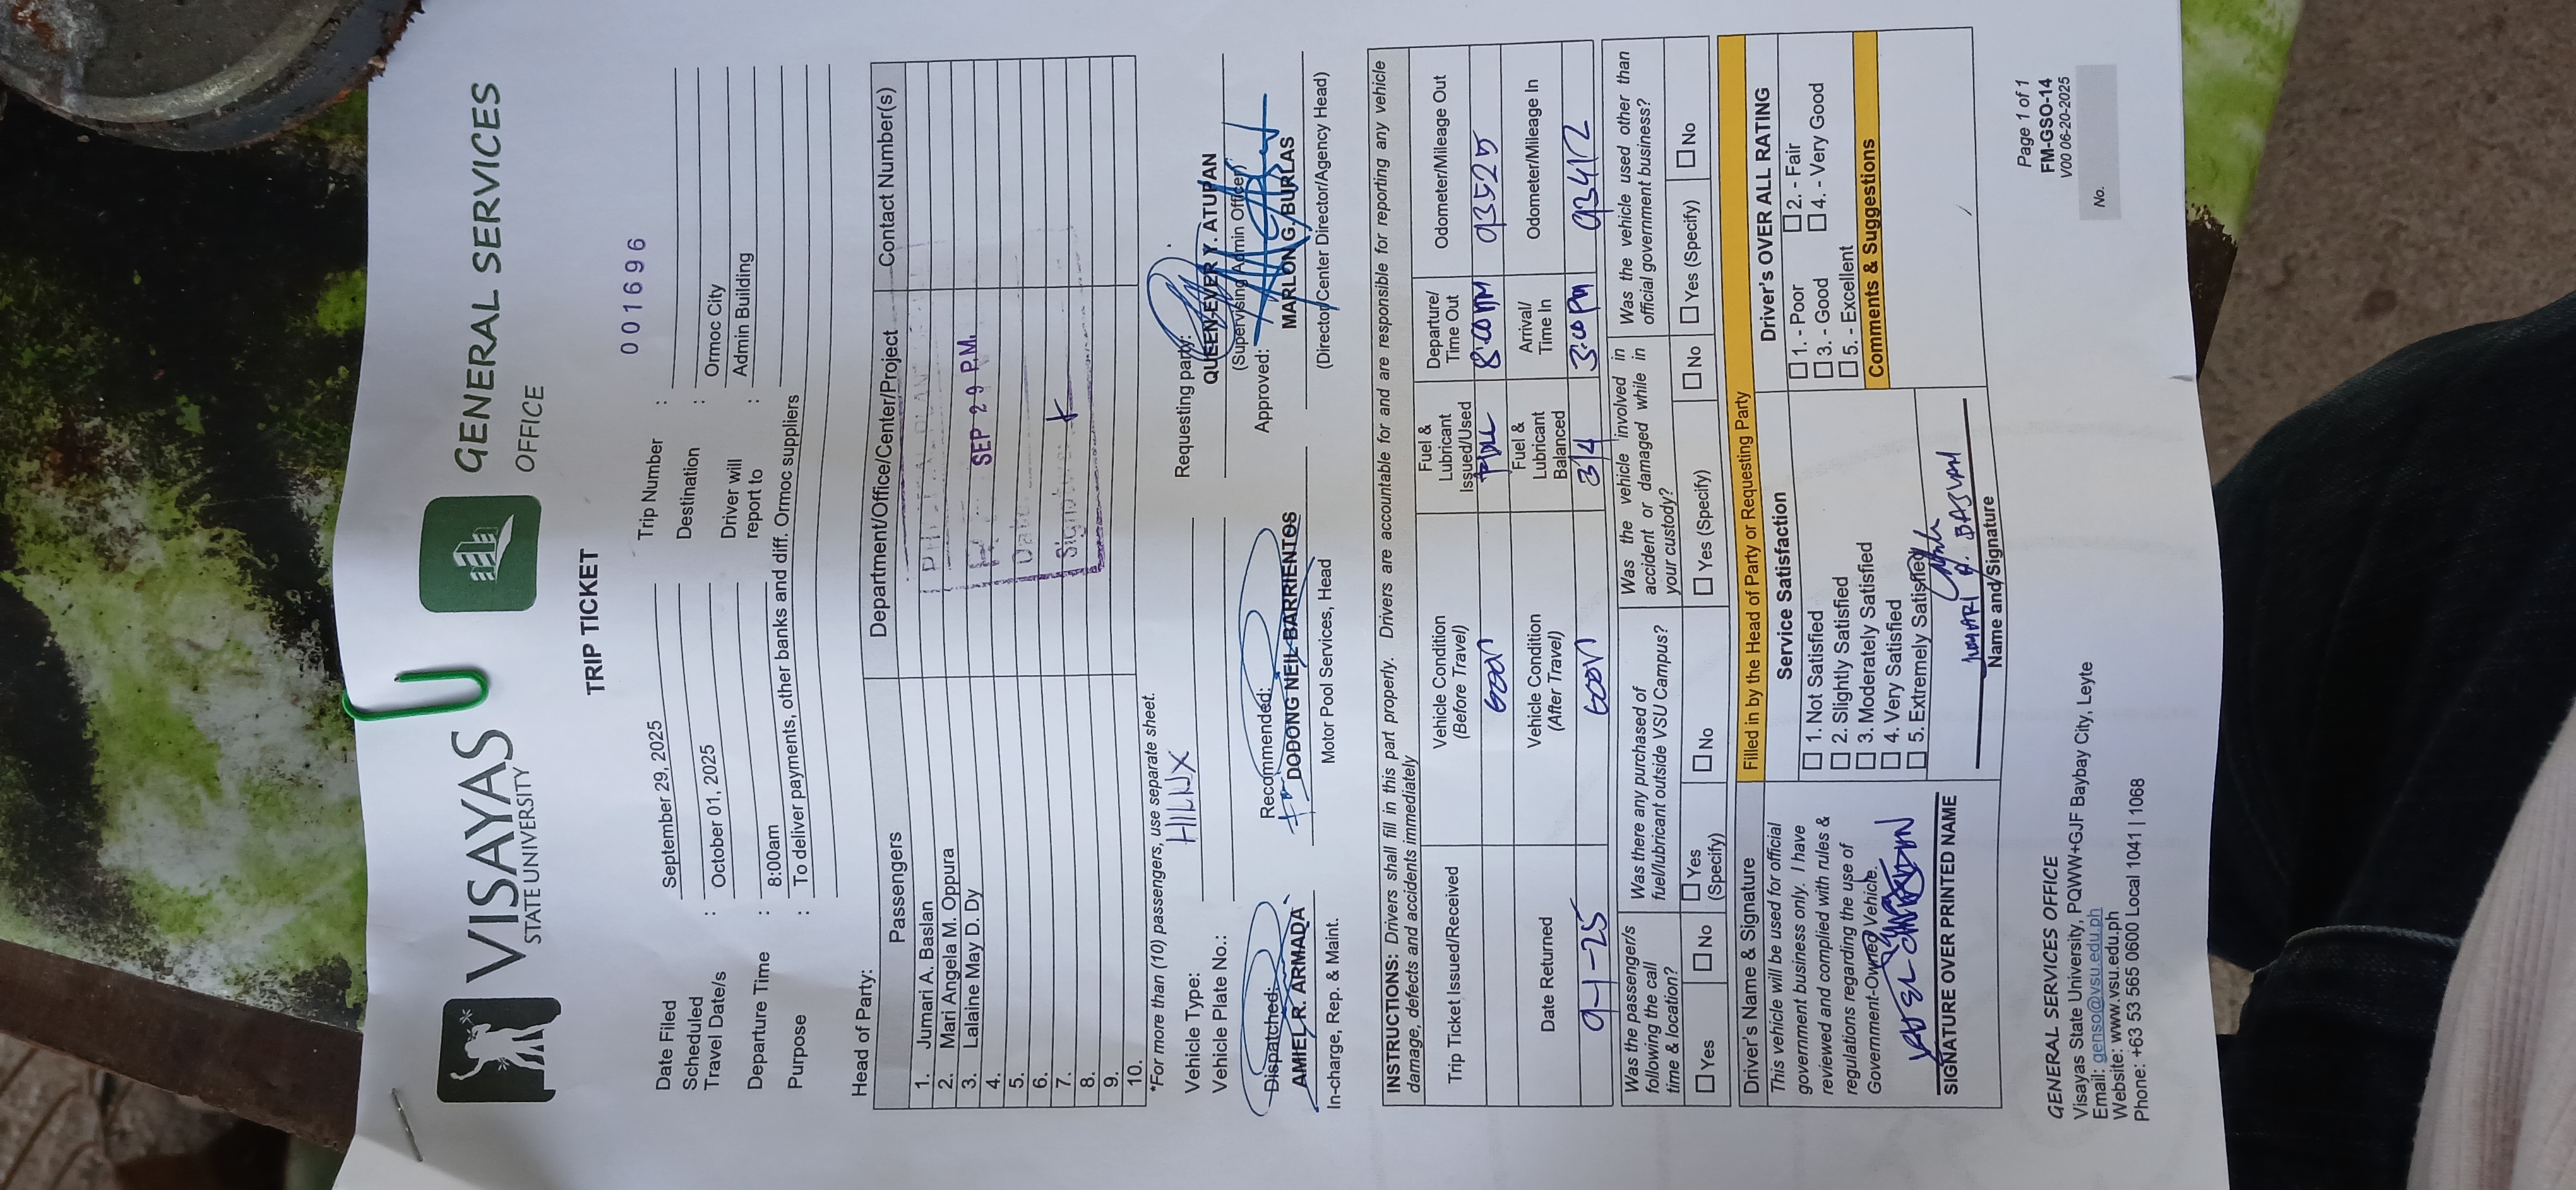 VISAYAS
STATE UNIVERSITY
GENERAL SERVICES
OFFICE
TRIP TICKET
001696
Date Filed September 29, 2025 Trip Number :
Scheduled Travel Date/s : October 01, 2025 Destination : Ormoc City
Departure Time : 8:00am Driver will report to : Admin Building
Purpose : To deliver payments, other banks and diff. Ormoc suppliers
Head of Party:
Passengers Department/Office/Center/Project Contact Number(s)
1. Jumari A. Baslan
2. Mari Angela M. Oppura
3. Lalaine May D. Dy
4.
5.
6.
7.
8.
9.
10.
SEP 29 P.M.
Date
Signature
*For more than (10) passengers, use separate sheet.
Vehicle Type: HILUX
Vehicle Plate No.:
Requesting party:
QUEEN-EVER Y. ATUPAN
(Supervising Admin Officer)
Dispatched:
AMIEL R. ARMADA
In-charge, Rep. & Maint.
Recommended:
DODONG NEIL BARRIENTOS
Motor Pool Services, Head
Approved:
MARLON G. BURLAS
(Director/Center Director/Agency Head)
INSTRUCTIONS: Drivers shall fill in this part properly. Drivers are accountable for and are responsible for reporting any vehicle
damage, defects and accidents immediately
Trip Ticket Issued/Received Vehicle Condition (Before Travel) Fuel & Lubricant Issued/Used Departure/ Time Out Odometer/Mileage Out
GOOD FULL 8:00AM 93525
Date Returned Vehicle Condition (After Travel) Fuel & Lubricant Balanced Arrival/ Time In Odometer/Mileage In
9-1-25 GOOD 3/4 3:00PM 93412
Was the passenger/s following the call time & location? Yes No
Was there any purchased of fuel/lubricant outside VSU Campus? Yes (Specify) No
Was the vehicle involved in accident or damaged while in your custody? Yes (Specify) No
Was the vehicle used other than official government business? Yes (Specify) No
Driver's Name & Signature
This vehicle will be used for official
government business only. I have
reviewed and complied with rules &
regulations regarding the use of
Government-Owned Vehicle.
SIGNATURE OVER PRINTED NAME
Filled in by the Head of Party or Requesting Party
Service Satisfaction
1. Not Satisfied
2. Slightly Satisfied
3. Moderately Satisfied
4. Very Satisfied
5. Extremely Satisfied
JUMARI A. BASLAN
Name and/Signature
Driver's OVER ALL RATING
1. - Poor 2. - Fair
3. - Good 4. - Very Good
5. - Excellent
Comments & Suggestions
GENERAL SERVICES OFFICE
Visayas State University, PQWW+GJF Baybay City, Leyte
Email: genso@vsu.edu.ph
Website: www.vsu.edu.ph
Phone: +63 53 565 0600 Local 1041 | 1068
Page 1 of 1
FM-GSO-14
V00 06-20-2025
No.